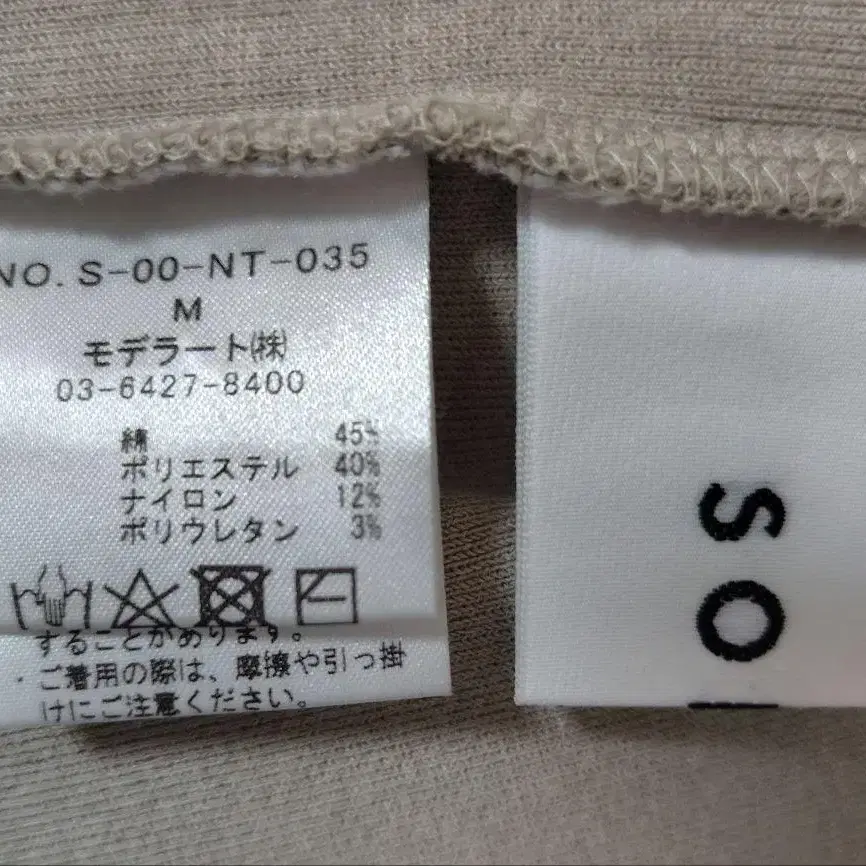 NO. S-00-NT-035
M
モデラート㈱
03-6427-8400
綿 45%
ポリエステル 40%
ナイロン 12%
ポリウレタン 3%
することがあります。
・ご着用の際は、摩擦や引っ掛
けにご注意ください。
SO